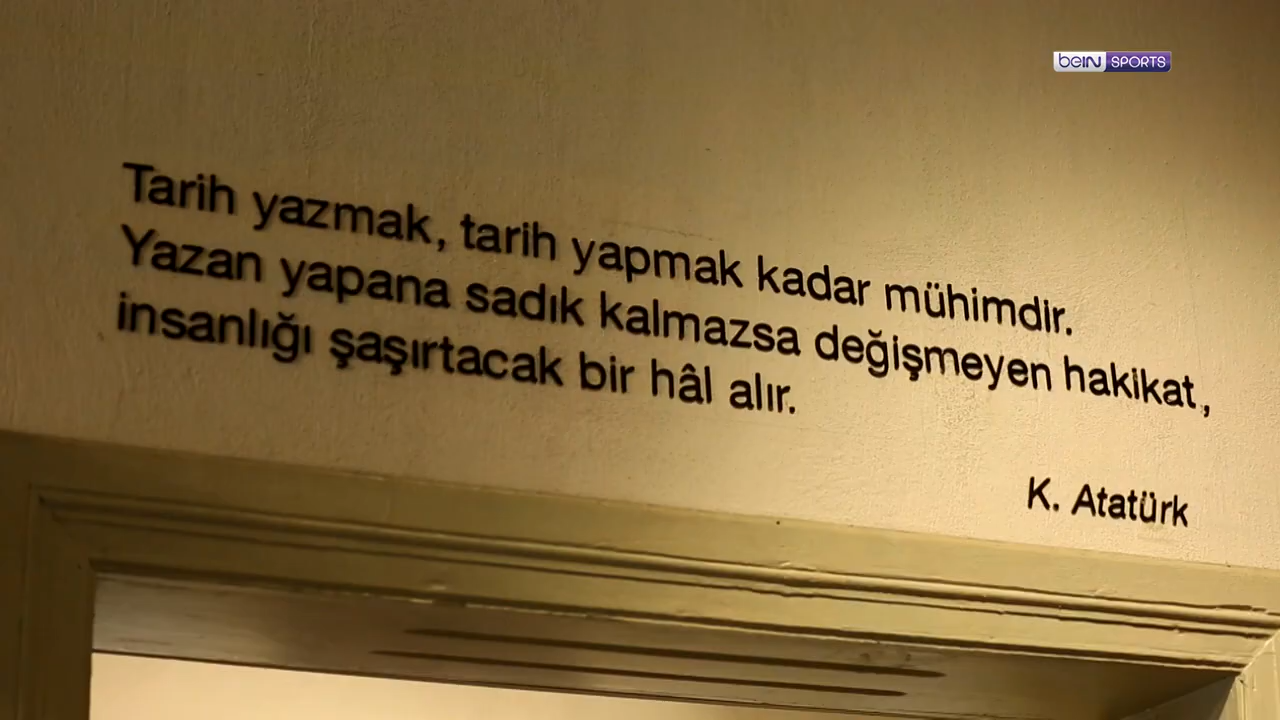 beIN SPORTS
Tarih yazmak, tarih yapmak kadar mühimdir.
Yazan yapana sadık kalmazsa değişmeyen hakikat,
insanlığı şaşırtacak bir hâl alır.
K. Atatürk